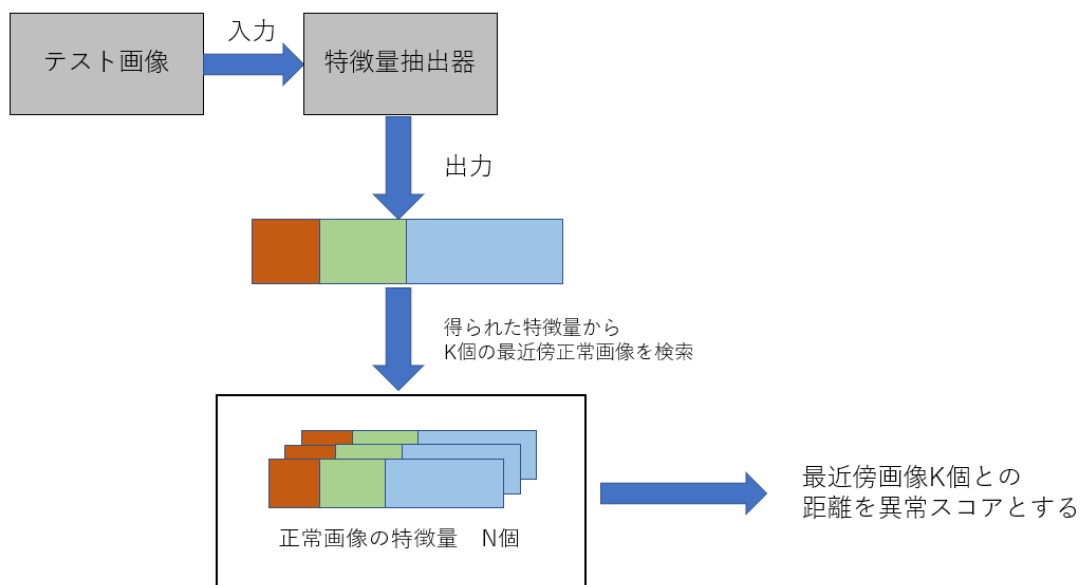 テスト画像
入力
特徴量抽出器
出力
得られた特徴量から
K個の最近傍正常画像を検索
正常画像の特徴量　N個
最近傍画像K個との
距離を異常スコアとする